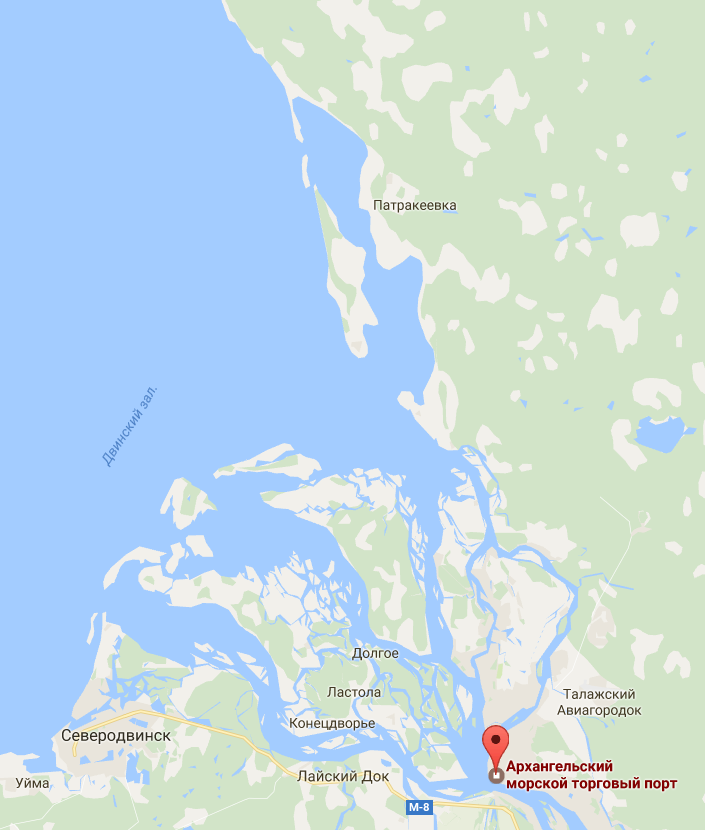 Патракеевка
Двинский зал.
Долгое
Ластола
Талажский
Авиагородок
Конецдворье
Северодвинск
Архангельский
морской торговый порт
Лайский Док
Уйма
М-8